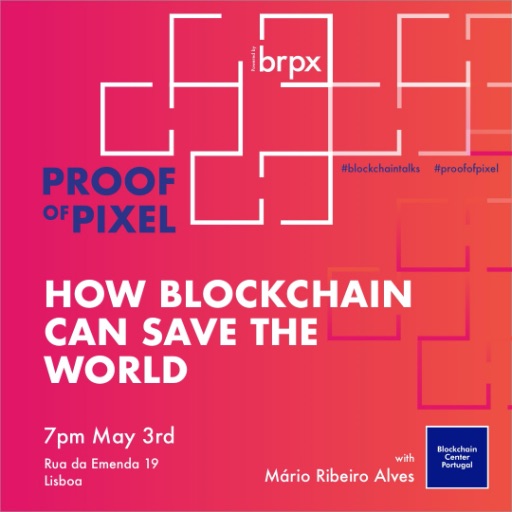 Powered by
brpx
#blockchaintalks #proofofpixel
PROOF
OF PIXEL
HOW BLOCKCHAIN
CAN SAVE THE
WORLD
7pm May 3rd
Rua da Emenda 19
Lisboa
with
Mário Ribeiro Alves
Blockchain
Center
Portugal